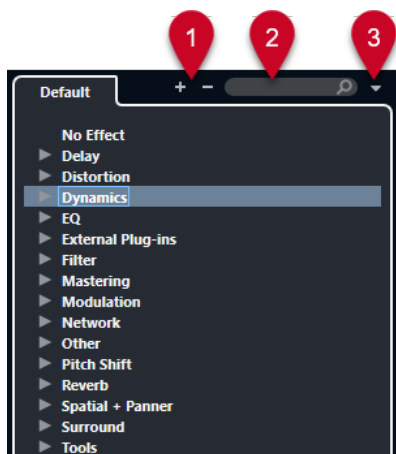 1 2 3
Default + −
No Effect
Delay
Distortion
Dynamics
EQ
External Plug-ins
Filter
Mastering
Modulation
Network
Other
Pitch Shift
Reverb
Spatial + Panner
Surround
Tools